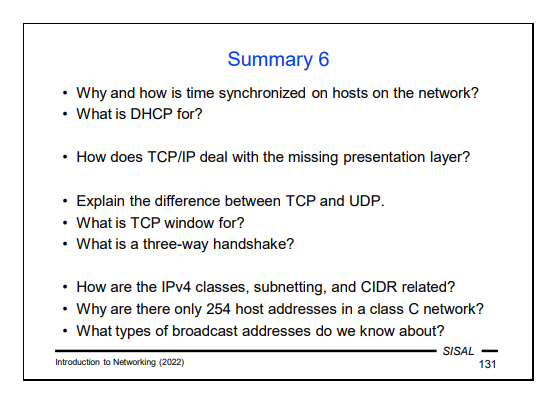 Summary 6
• Why and how is time synchronized on hosts on the network?
• What is DHCP for?
• How does TCP/IP deal with the missing presentation layer?
• Explain the difference between TCP and UDP.
• What is TCP window for?
• What is a three-way handshake?
• How are the IPv4 classes, subnetting, and CIDR related?
• Why are there only 254 host addresses in a class C network?
• What types of broadcast addresses do we know about?
SISAL
Introduction to Networking (2022)
131